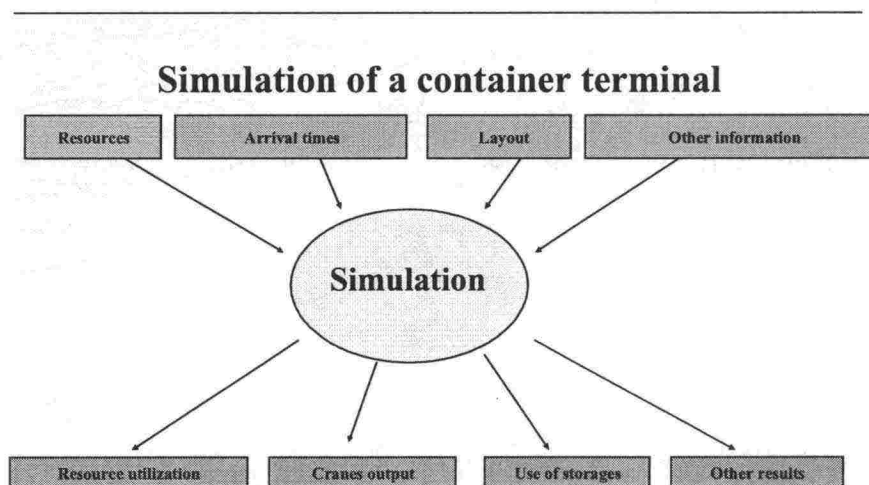 Simulation of a container terminal
Resources
Arrival times
Layout
Other information
Simulation
Resource utilization
Cranes output
Use of storages
Other results